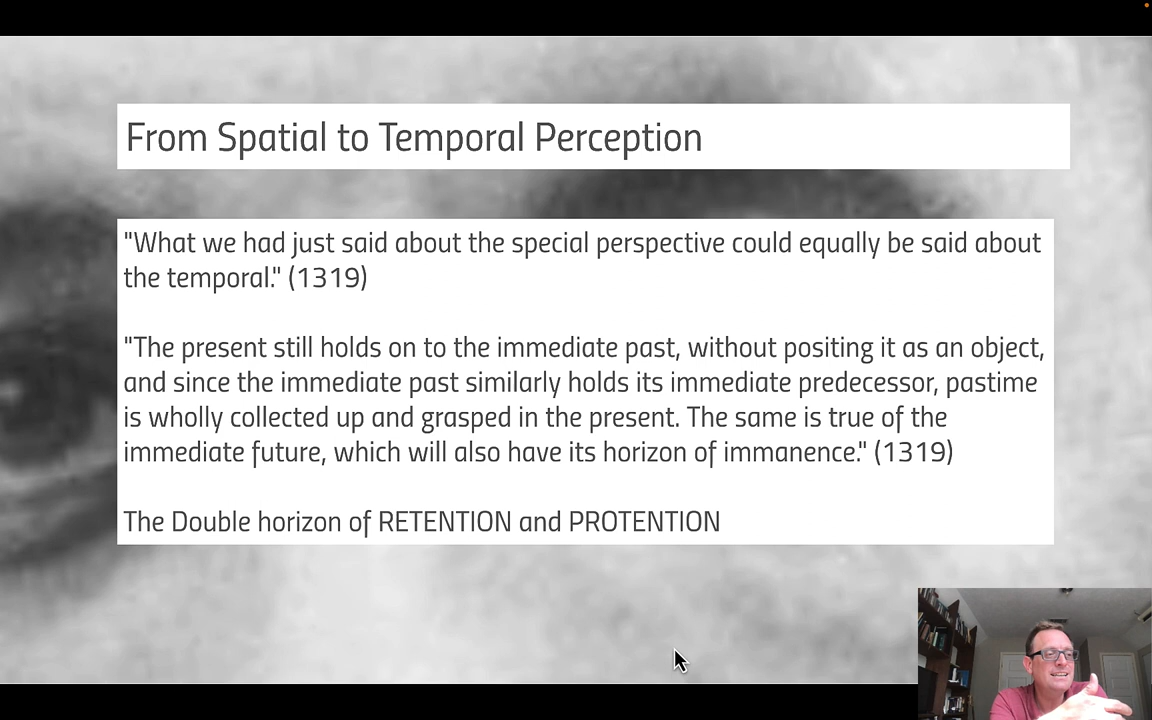 From Spatial to Temporal Perception
"What we had just said about the special perspective could equally be said about
the temporal." (1319)
"The present still holds on to the immediate past, without positing it as an object,
and since the immediate past similarly holds its immediate predecessor, pastime
is wholly collected up and grasped in the present. The same is true of the
immediate future, which will also have its horizon of immanence." (1319)
The Double horizon of RETENTION and PROTENTION